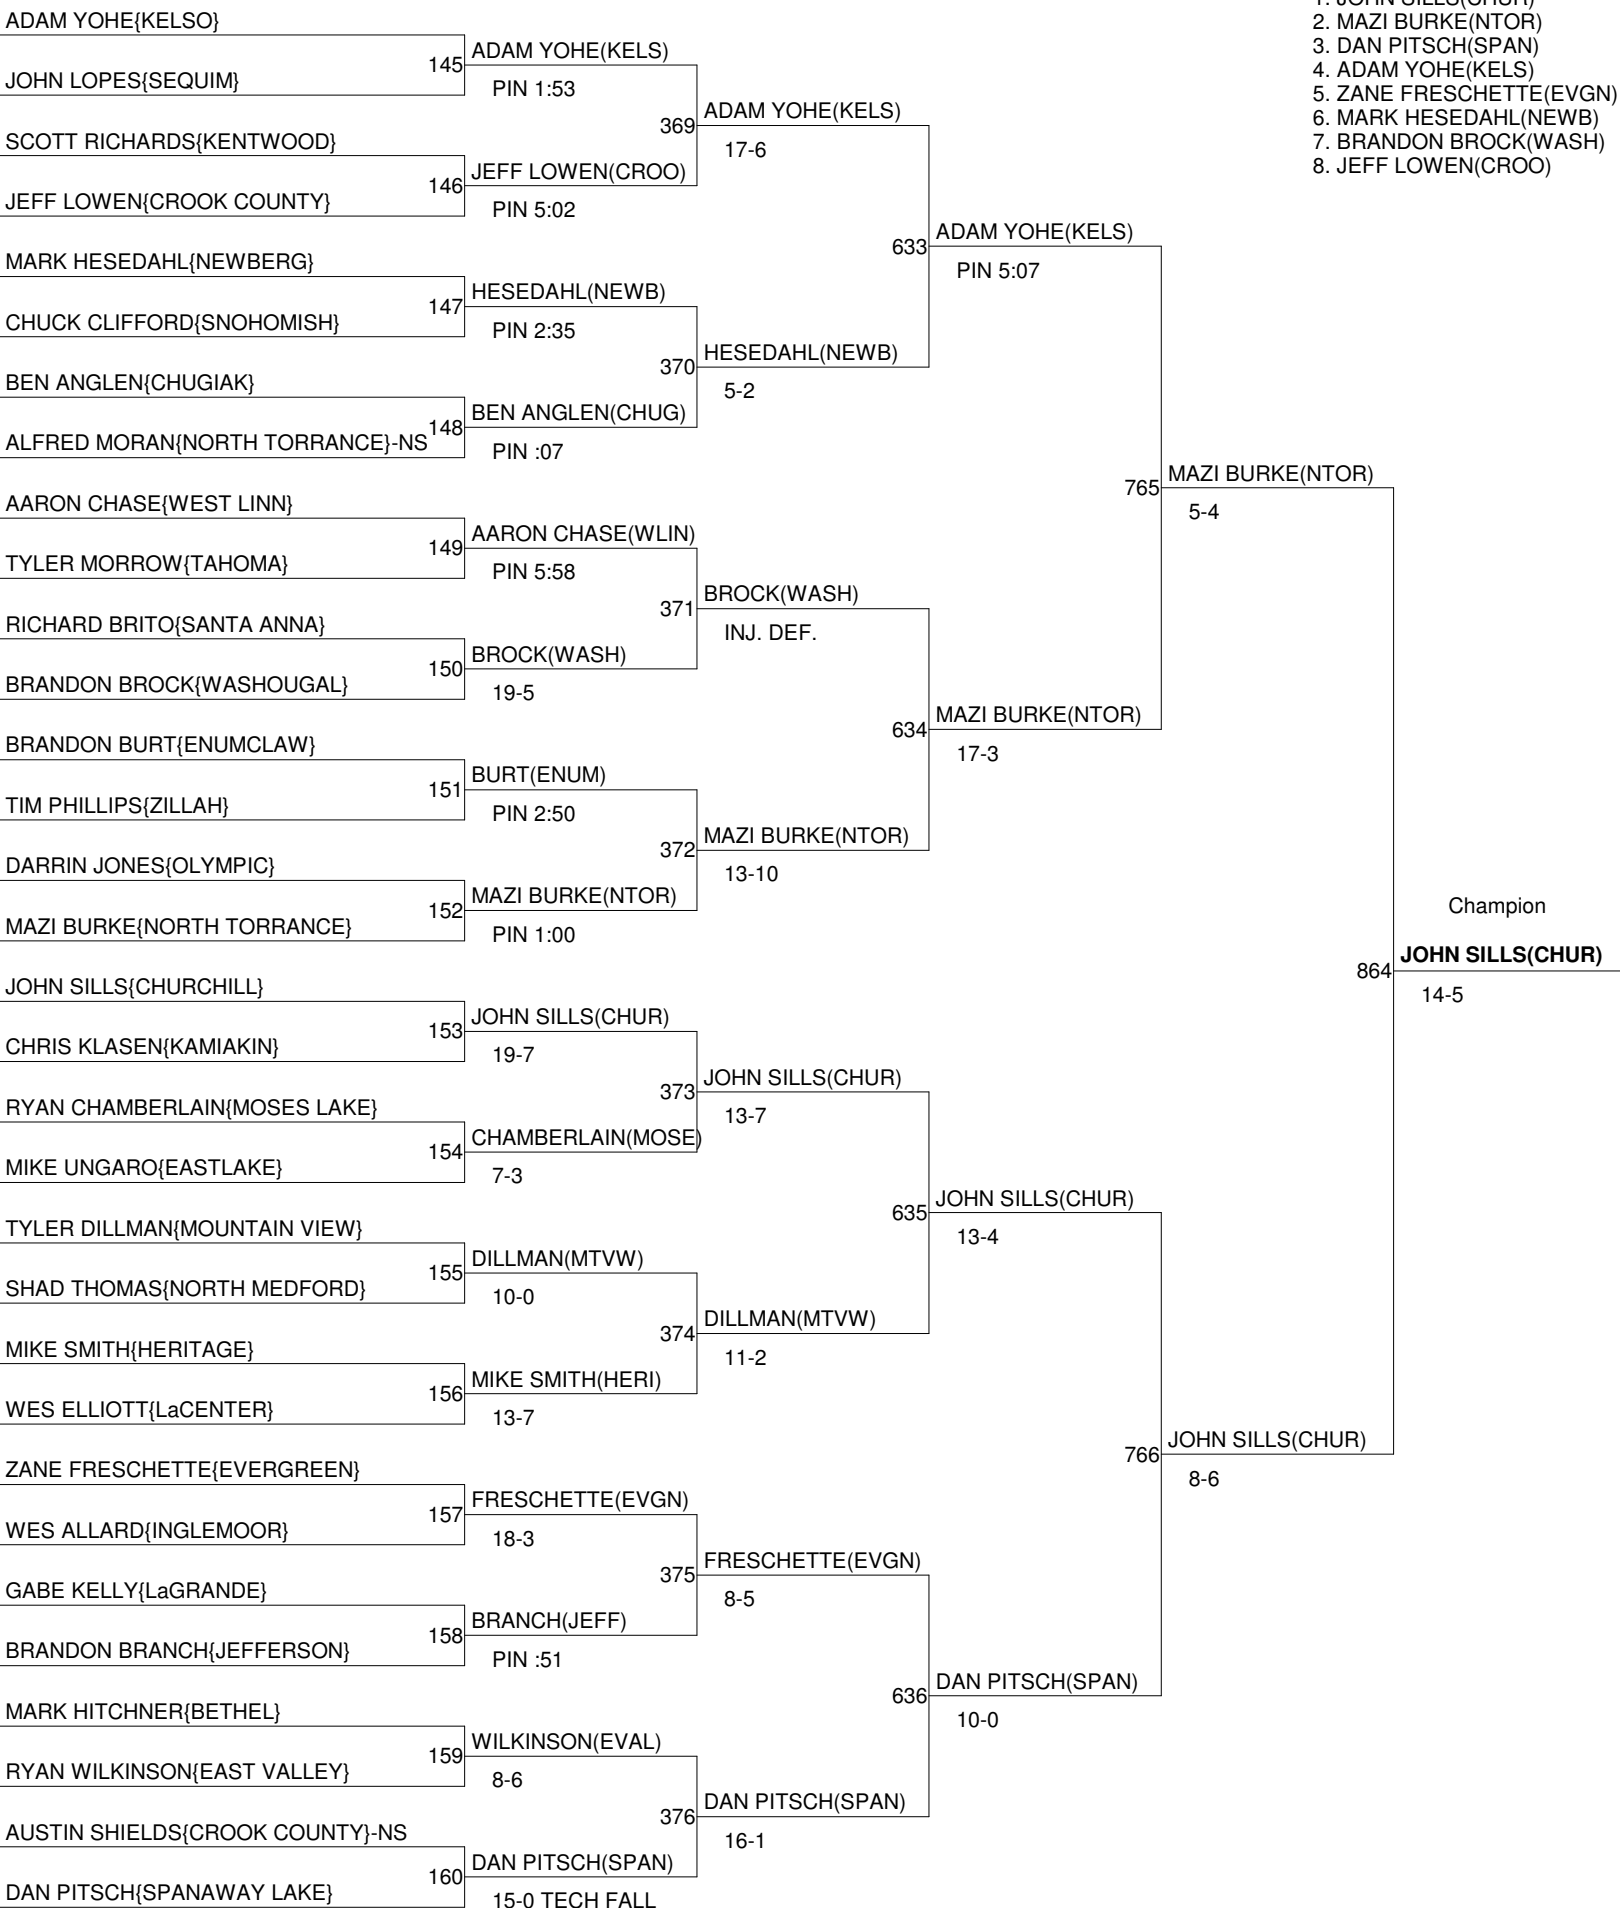 1. JOHN SILLS(CHUR)
2. MAZI BURKE(NTOR)
3. DAN PITSCH(SPAN)
4. ADAM YOHE(KELS)
5. ZANE FRESCHETTE(EVGN)
6. MARK HESEDAHL(NEWB)
7. BRANDON BROCK(WASH)
8. JEFF LOWEN(CROO)
ADAM YOHE{KELSO}
JOHN LOPES{SEQUIM}
SCOTT RICHARDS{KENTWOOD}
JEFF LOWEN{CROOK COUNTY}
MARK HESEDAHL{NEWBERG}
CHUCK CLIFFORD{SNOHOMISH}
BEN ANGLEN{CHUGIAK}
ALFRED MORAN{NORTH TORRANCE}-NS
AARON CHASE{WEST LINN}
TYLER MORROW{TAHOMA}
RICHARD BRITO{SANTA ANNA}
BRANDON BROCK{WASHOUGAL}
BRANDON BURT{ENUMCLAW}
TIM PHILLIPS{ZILLAH}
DARRIN JONES{OLYMPIC}
MAZI BURKE{NORTH TORRANCE}
JOHN SILLS{CHURCHILL}
CHRIS KLASEN{KAMIAKIN}
RYAN CHAMBERLAIN{MOSES LAKE}
MIKE UNGARO{EASTLAKE}
TYLER DILLMAN{MOUNTAIN VIEW}
SHAD THOMAS{NORTH MEDFORD}
MIKE SMITH{HERITAGE}
WES ELLIOTT{LaCENTER}
ZANE FRESCHETTE{EVERGREEN}
WES ALLARD{INGLEMOOR}
GABE KELLY{LaGRANDE}
BRANDON BRANCH{JEFFERSON}
MARK HITCHNER{BETHEL}
RYAN WILKINSON{EAST VALLEY}
AUSTIN SHIELDS{CROOK COUNTY}-NS
DAN PITSCH{SPANAWAY LAKE}
145 ADAM YOHE(KELS)
PIN 1:53
146 JEFF LOWEN(CROO)
PIN 5:02
147 HESEDAHL(NEWB)
PIN 2:35
148 BEN ANGLEN(CHUG)
PIN :07
149 AARON CHASE(WLIN)
PIN 5:58
150 BROCK(WASH)
19-5
151 BURT(ENUM)
PIN 2:50
152 MAZI BURKE(NTOR)
PIN 1:00
153 JOHN SILLS(CHUR)
19-7
154 CHAMBERLAIN(MOSE)
7-3
155 DILLMAN(MTVW)
10-0
156 MIKE SMITH(HERI)
13-7
157 FRESCHETTE(EVGN)
18-3
158 BRANCH(JEFF)
PIN :51
159 WILKINSON(EVAL)
8-6
160 DAN PITSCH(SPAN)
15-0 TECH FALL
369 ADAM YOHE(KELS)
17-6
370 HESEDAHL(NEWB)
5-2
371 BROCK(WASH)
INJ. DEF.
372 MAZI BURKE(NTOR)
13-10
373 JOHN SILLS(CHUR)
13-7
374 DILLMAN(MTVW)
11-2
375 FRESCHETTE(EVGN)
8-5
376 DAN PITSCH(SPAN)
16-1
633 ADAM YOHE(KELS)
PIN 5:07
634 MAZI BURKE(NTOR)
17-3
635 JOHN SILLS(CHUR)
13-4
636 DAN PITSCH(SPAN)
10-0
765 MAZI BURKE(NTOR)
5-4
766 JOHN SILLS(CHUR)
8-6
Champion
864 JOHN SILLS(CHUR)
14-5